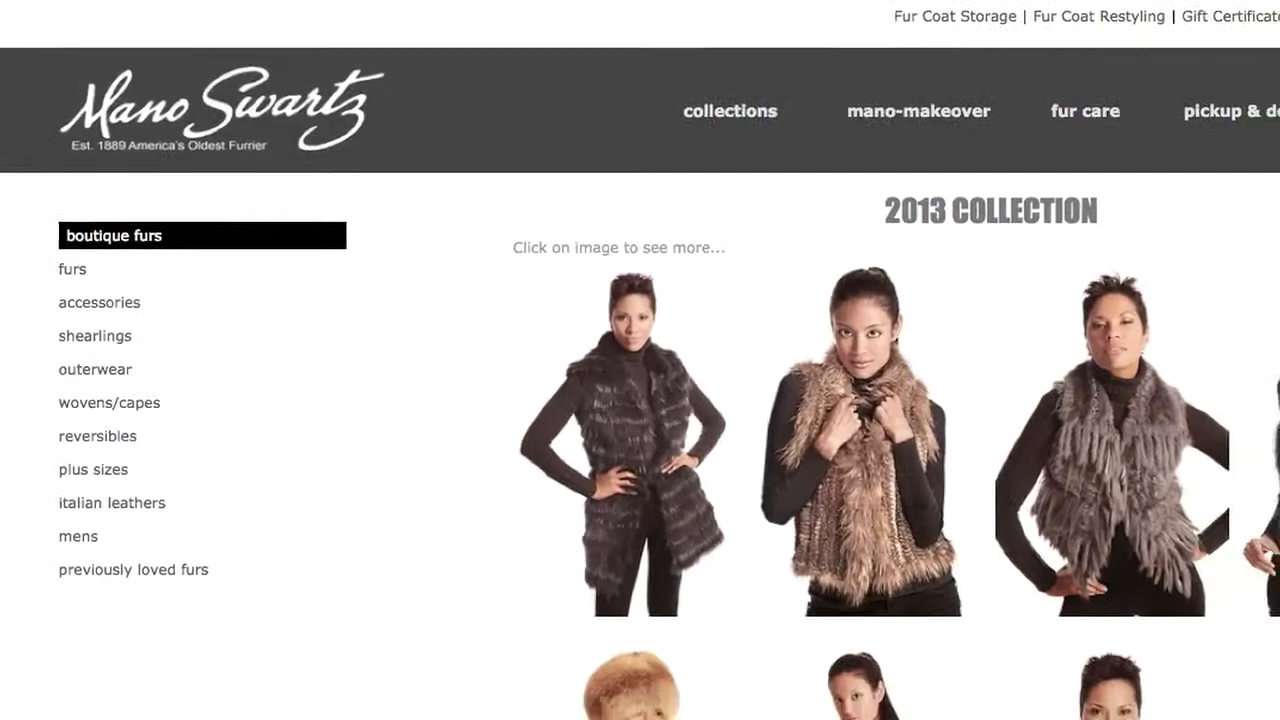 Fur Coat Storage | Fur Coat Restyling | Gift Certificate
Mano Swartz
Est. 1889 America's Oldest Furrier
collections mano-makeover fur care pickup & de
2013 COLLECTION
boutique furs
Click on image to see more...
furs
accessories
shearlings
outerwear
wovens/capes
reversibles
plus sizes
italian leathers
mens
previously loved furs